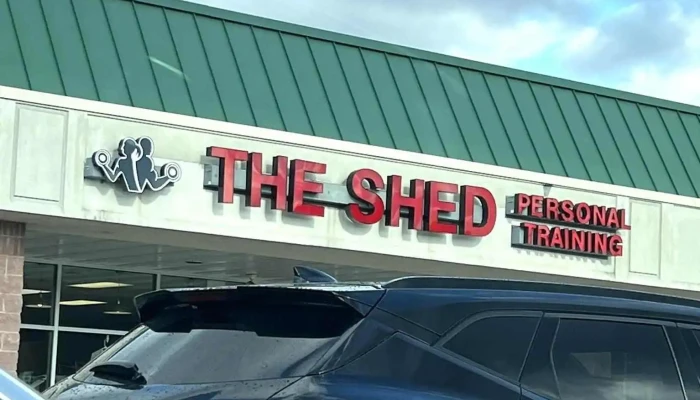 THE SHED
PERSONAL
TRAINING